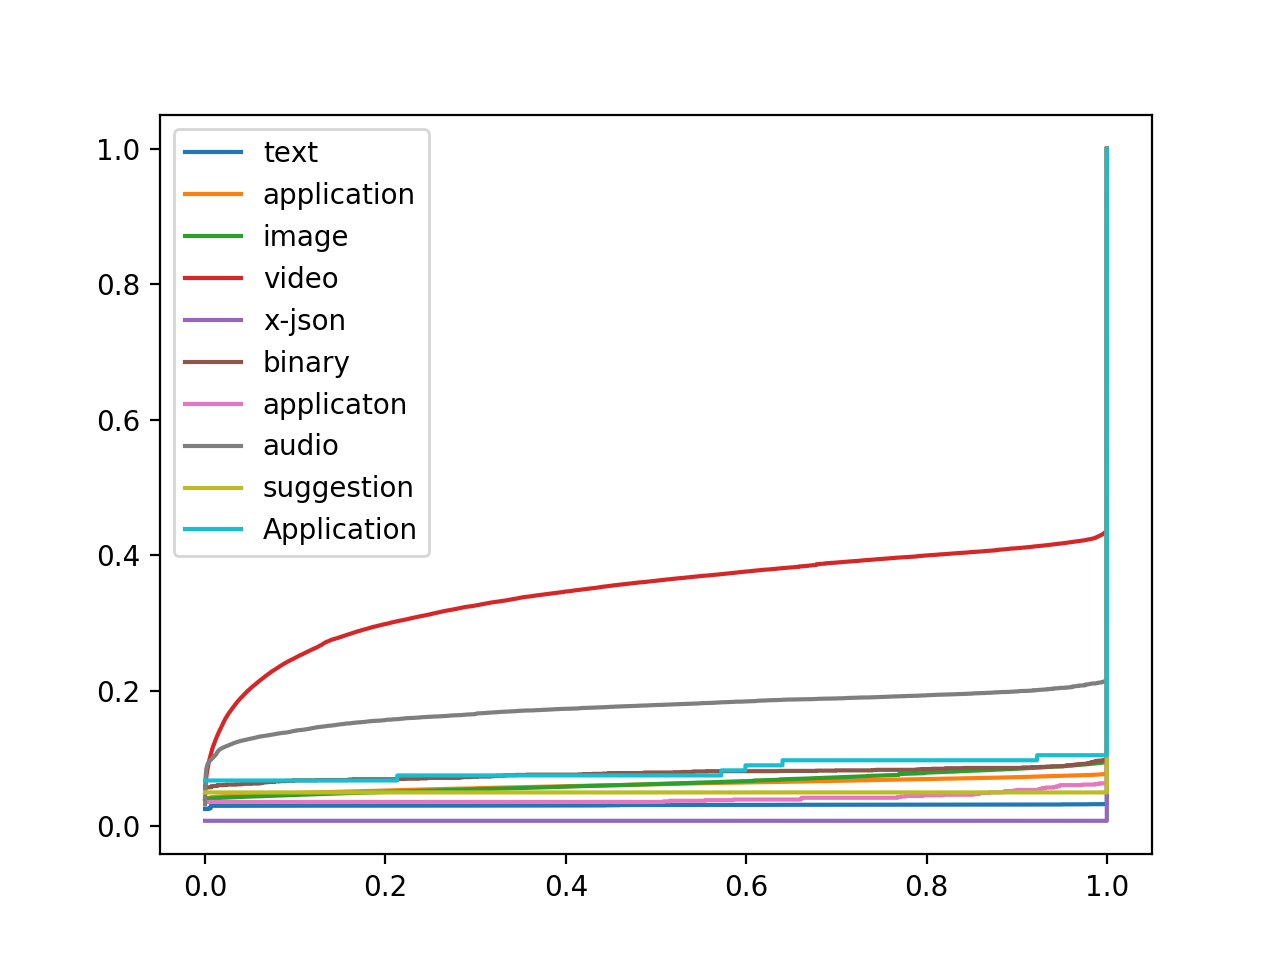 1.0
0.8
0.6
0.4
0.2
0.0
text
application
image
video
x-json
binary
applicaton
audio
suggestion
Application
0.0 0.2 0.4 0.6 0.8 1.0